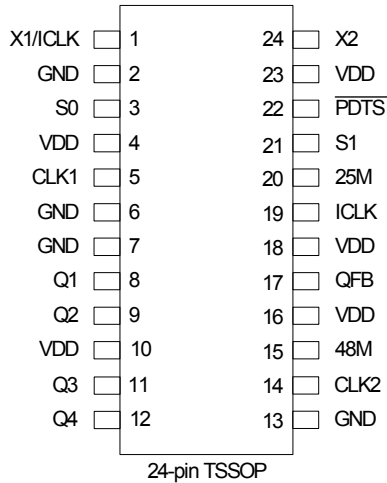 X1/ICLK 1 24 X2
GND 2 23 VDD
S0 3 22 PDTS
VDD 4 21 S1
CLK1 5 20 25M
GND 6 19 ICLK
GND 7 18 VDD
Q1 8 17 QFB
Q2 9 16 VDD
VDD 10 15 48M
Q3 11 14 CLK2
Q4 12 13 GND
24-pin TSSOP